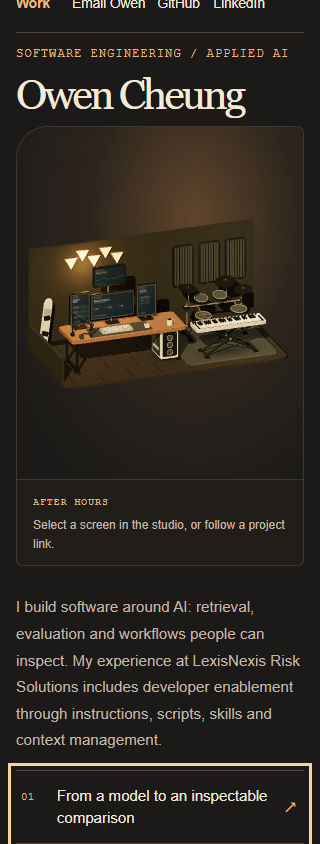 Work Email Owen GitHub LinkedIn
SOFTWARE ENGINEERING / APPLIED AI
Owen Cheung
AFTER HOURS
Select a screen in the studio, or follow a project
link.
I build software around AI: retrieval,
evaluation and workflows people can
inspect. My experience at LexisNexis Risk
Solutions includes developer enablement
through instructions, scripts, skills and
context management.
01 From a model to an inspectable ↗
comparison